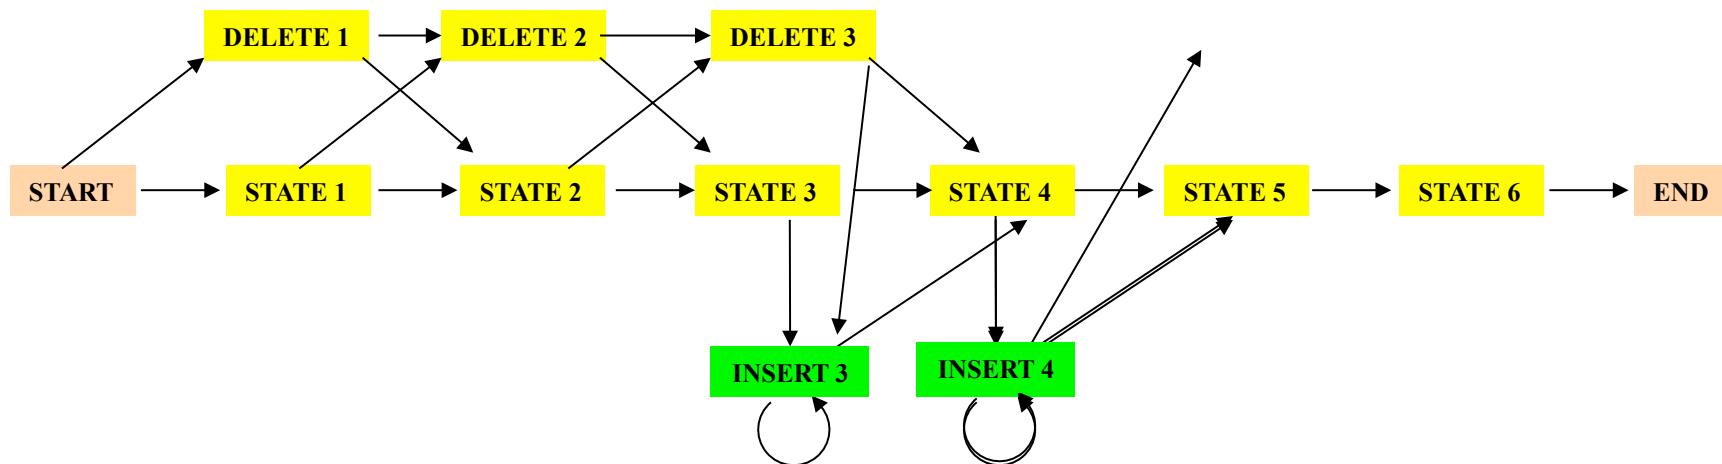 DELETE 1
DELETE 2
DELETE 3
START
STATE 1
STATE 2
STATE 3
STATE 4
STATE 5
STATE 6
END
INSERT 3
INSERT 4